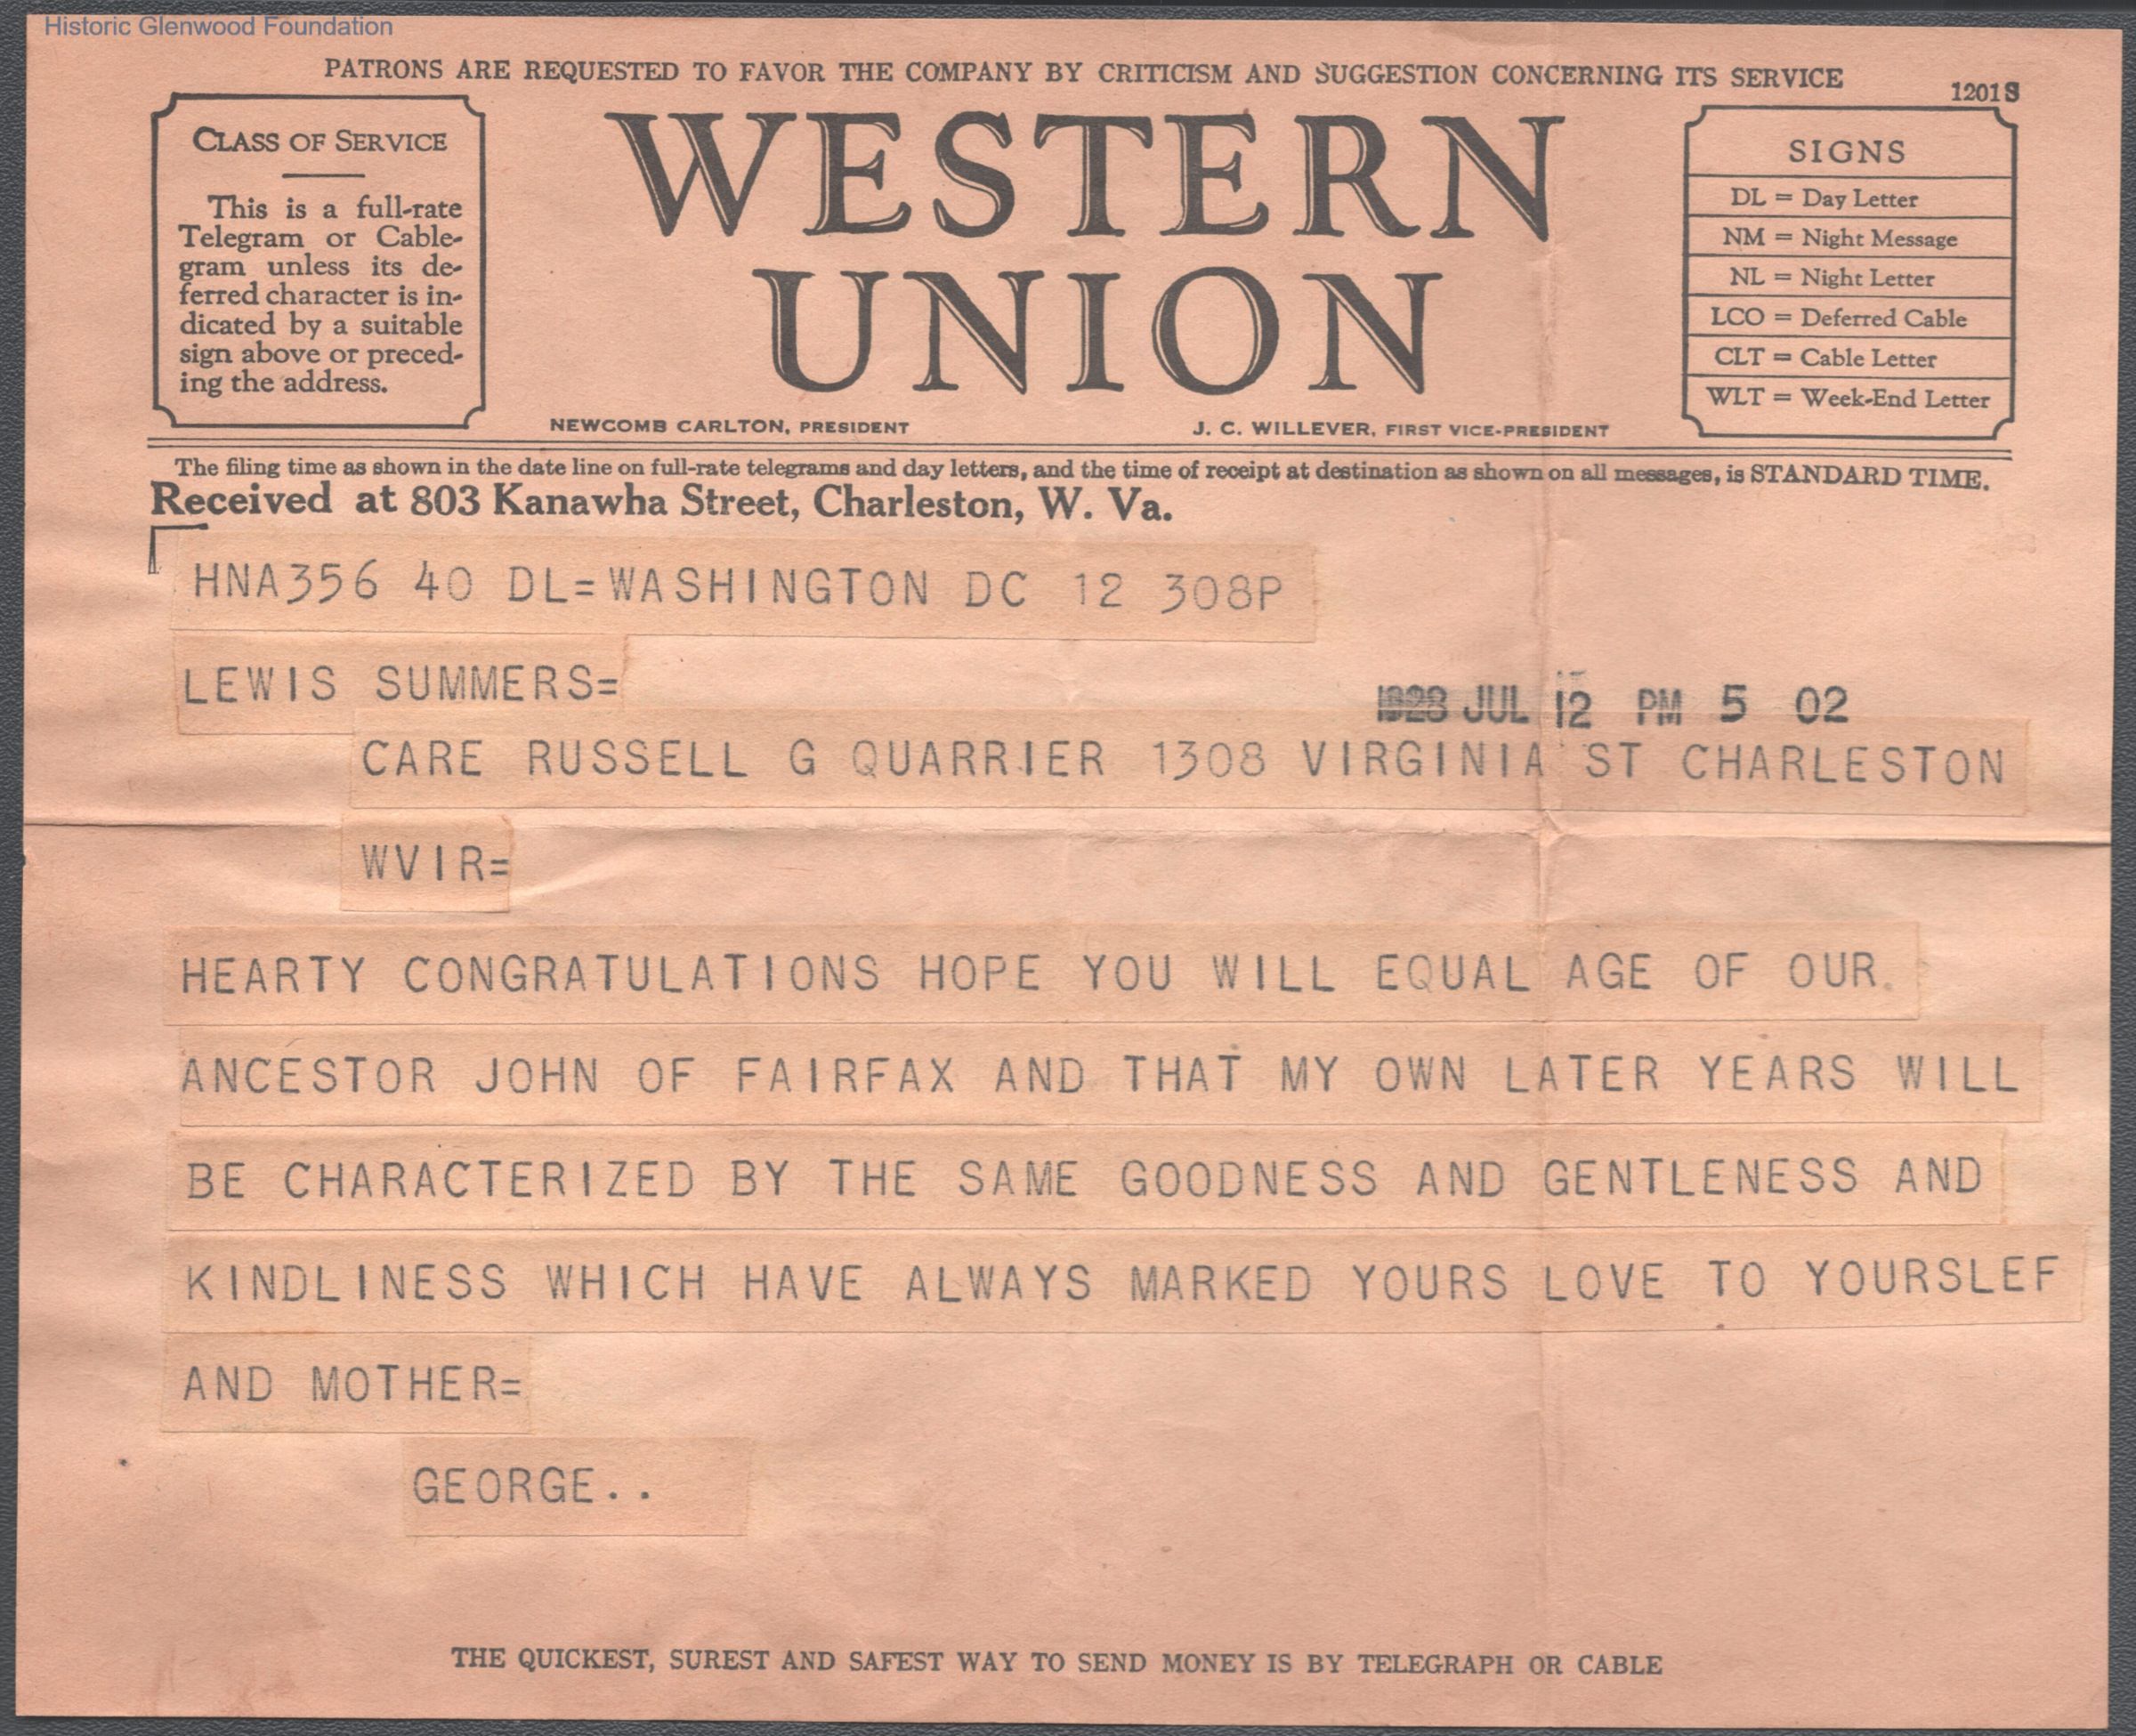 Historic Glenwood Foundation
PATRONS ARE REQUESTED TO FAVOR THE COMPANY BY CRITICISM AND SUGGESTION CONCERNING ITS SERVICE
1201S
CLASS OF SERVICE
This is a full-rate
Telegram or Cable-
gram unless its de-
ferred character is in-
dicated by a suitable
sign above or preced-
ing the address.
WESTERN
UNION
NEWCOMB CARLTON, PRESIDENT
J. C. WILLEVER, FIRST VICE-PRESIDENT
SIGNS
DL = Day Letter
NM = Night Message
NL = Night Letter
LCO = Deferred Cable
CLT = Cable Letter
WLT = Week-End Letter
The filing time as shown in the date line on full-rate telegrams and day letters, and the time of receipt at destination as shown on all messages, is STANDARD TIME.
Received at 803 Kanawha Street, Charleston, W. Va.
HNA356 40 DL=WASHINGTON DC 12 308P
LEWIS SUMMERS=
1928 JUL 12 PM 5 02
CARE RUSSELL G QUARRIER 1308 VIRGINIA ST CHARLESTON
WVIR=
HEARTY CONGRATULATIONS HOPE YOU WILL EQUAL AGE OF OUR.
ANCESTOR JOHN OF FAIRFAX AND THAT MY OWN LATER YEARS WILL
BE CHARACTERIZED BY THE SAME GOODNESS AND GENTLENESS AND
KINDLINESS WHICH HAVE ALWAYS MARKED YOURS LOVE TO YOURSLEF
AND MOTHER=
GEORGE..
THE QUICKEST, SUREST AND SAFEST WAY TO SEND MONEY IS BY TELEGRAPH OR CABLE